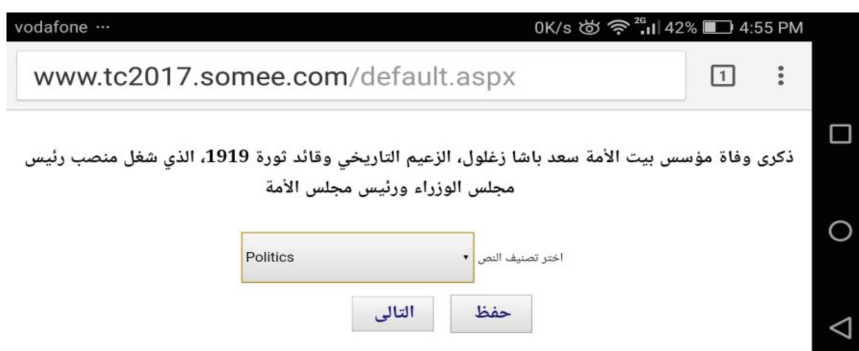 vodafone ...
0K/s 2G 42% 4:55 PM
www.tc2017.somee.com/default.aspx
1
ذكرى وفاة مؤسس بيت الأمة سعد باشا زغلول، الزعيم التاريخي وقائد ثورة 1919، الذي شغل منصب رئيس
مجلس الوزراء ورئيس مجلس الأمة
اختر تصنيف النص Politics
حفظ التالى